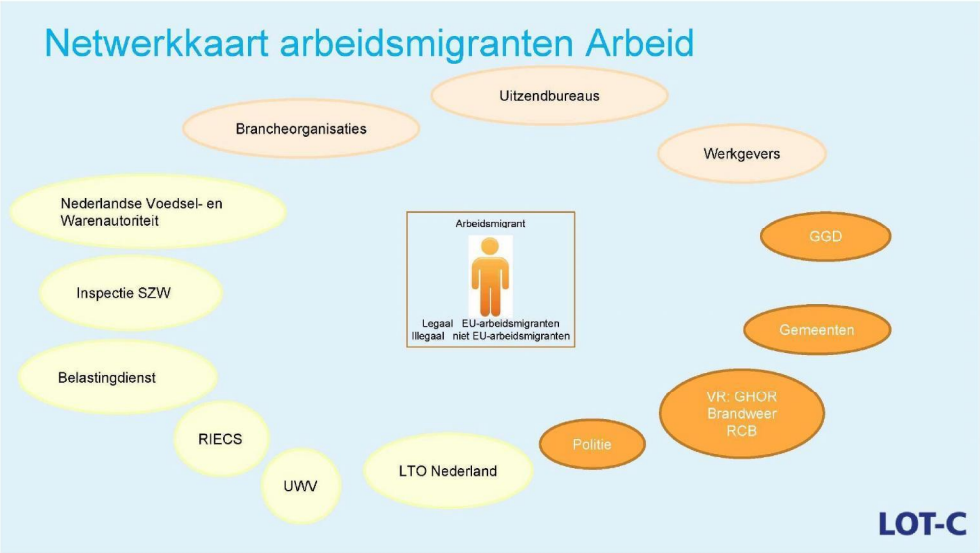 Netwerkkaart arbeidsmigranten Arbeid
Uitzendbureaus
Brancheorganisaties
Werkgevers
Nederlandse Voedsel- en
Warenautoriteit
Arbeidsmigrant
GGD
Inspectie SZW
Legaal EU-arbeidsmigranten
Illegaal niet EU-arbeidsmigranten
Gemeenten
Belastingdienst
VR: GHOR
Brandweer
RCB
RIECS
Politie
LTO Nederland
UWV
LOT-C